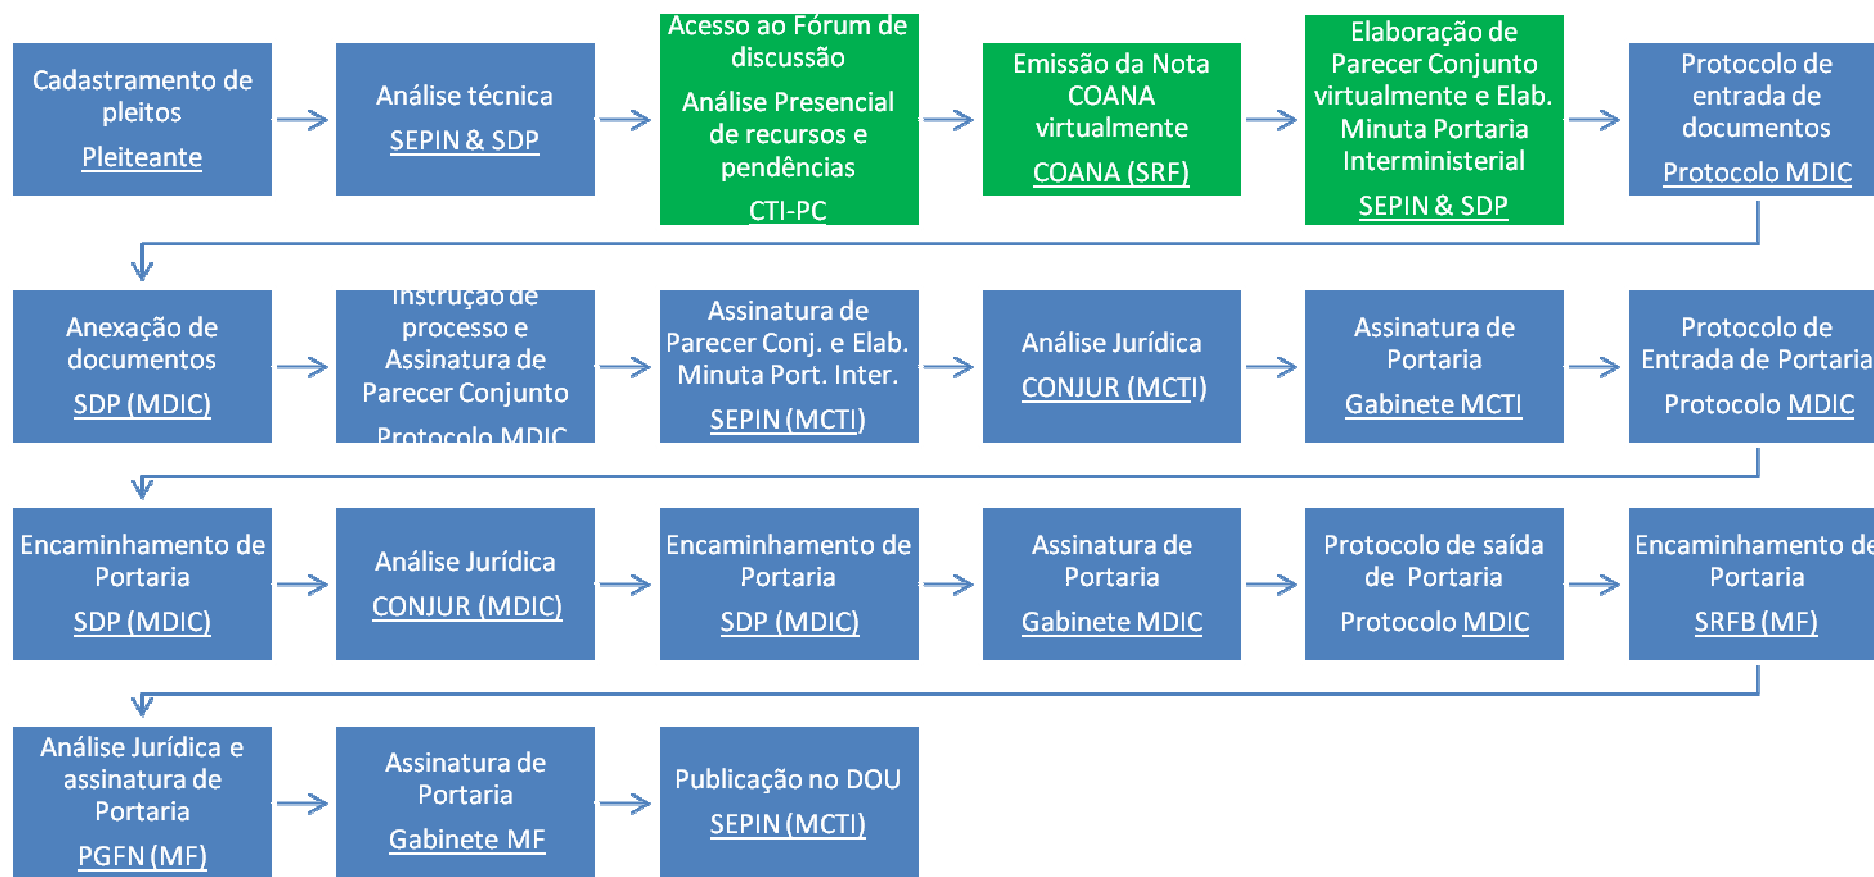 Cadastramento de
pleitos
Pleiteante
Análise técnica
SEPIN & SDP
Acesso ao Fórum de
discussão
Análise Presencial
de recursos e
pendências
CTI-PC
Emissão da Nota
COANA
virtualmente
COANA (SRF)
Elaboração de
Parecer Conjunto
virtualmente e Elab.
Minuta Portaria
Interministerial
SEPIN & SDP
Protocolo de
entrada de
documentos
Protocolo MDIC
Anexação de
documentos
SDP (MDIC)
Instrução de
processo e
Assinatura de
Parecer Conjunto
Protocolo MDIC
Assinatura de
Parecer Conj. e Elab.
Minuta Port. Inter.
SEPIN (MCTI)
Análise Jurídica
CONJUR (MCTI)
Assinatura de
Portaria
Gabinete MCTI
Protocolo de
Entrada de Portaria
Protocolo MDIC
Encaminhamento de
Portaria
SDP (MDIC)
Análise Jurídica
CONJUR (MDIC)
Encaminhamento de
Portaria
SDP (MDIC)
Assinatura de
Portaria
Gabinete MDIC
Protocolo de saída
de Portaria
Protocolo MDIC
Encaminhamento de
Portaria
SRFB (MF)
Análise Jurídica e
assinatura de
Portaria
PGFN (MF)
Assinatura de
Portaria
Gabinete MF
Publicação no DOU
SEPIN (MCTI)